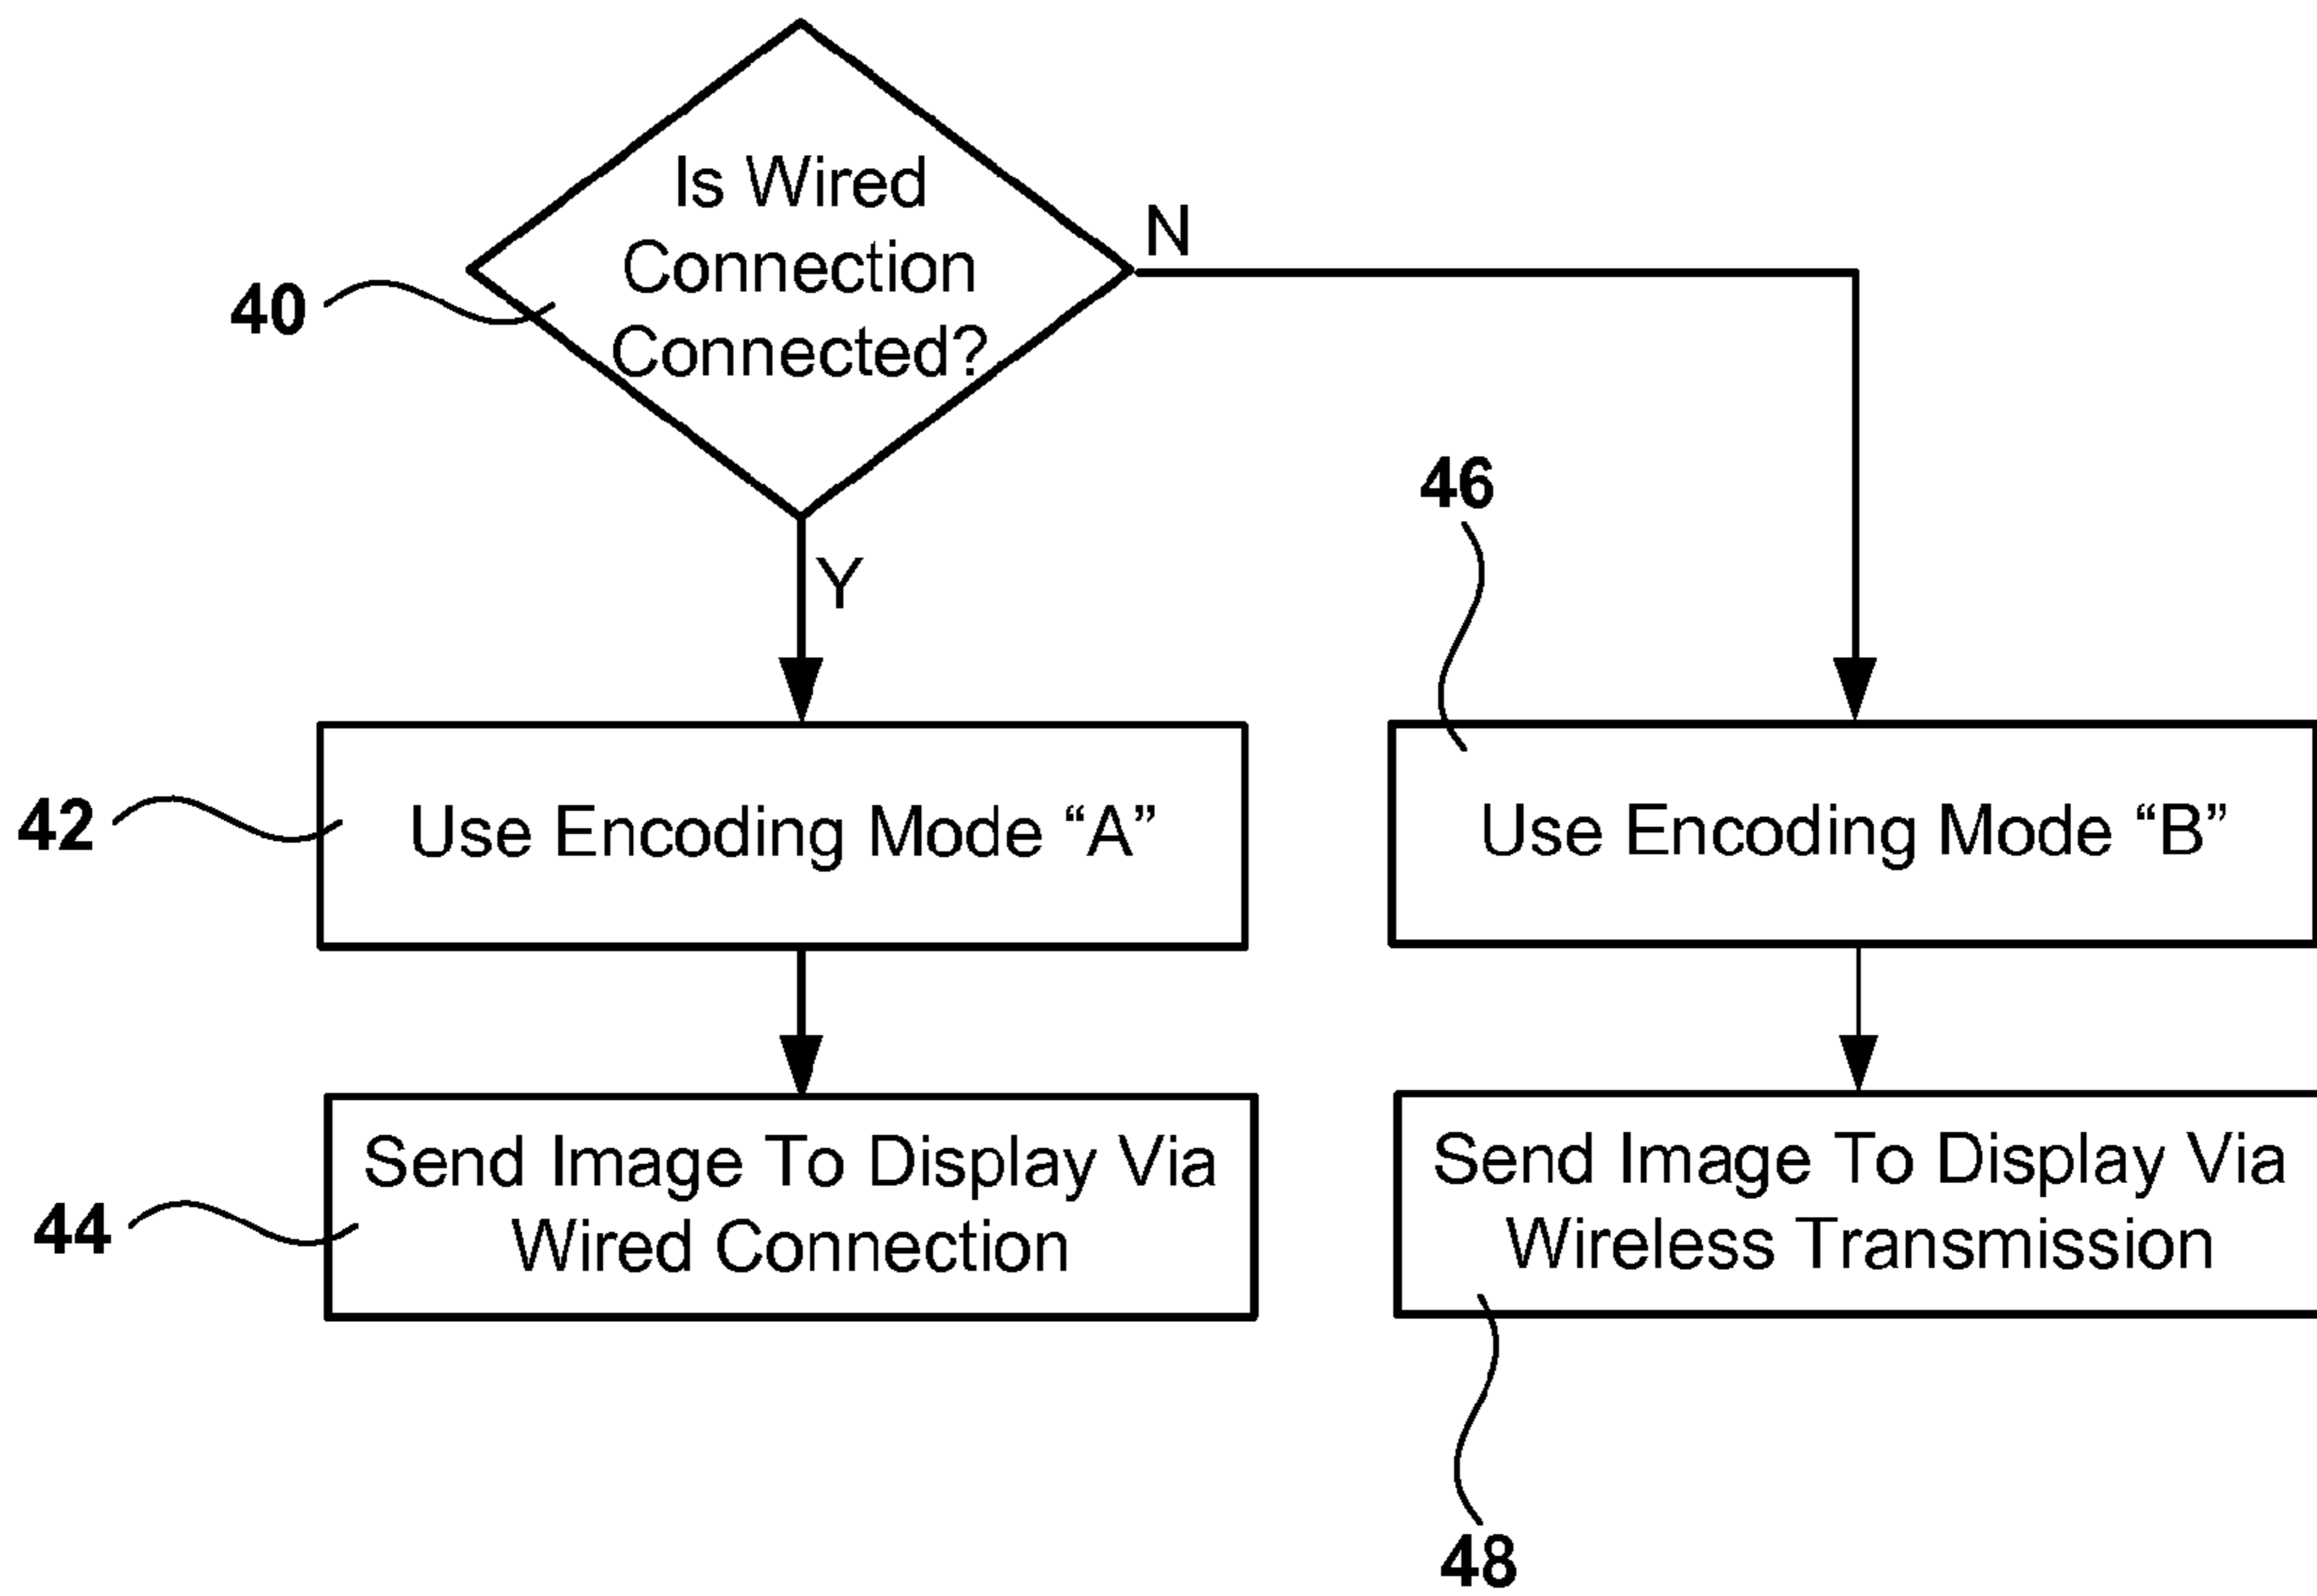 Is Wired
Connection
Connected?
N
40
Y
46
42
Use Encoding Mode “A”
Use Encoding Mode “B”
44
Send Image To Display Via
Wired Connection
Send Image To Display Via
Wireless Transmission
48